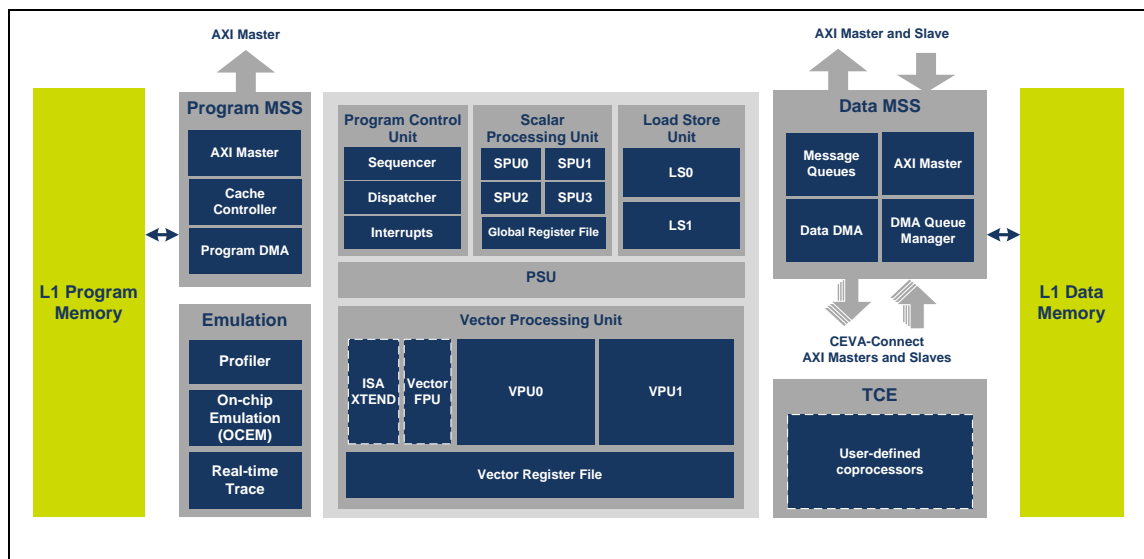 AXI Master
AXI Master and Slave
L1 Program
Memory
Program MSS
AXI Master
Cache
Controller
Program DMA
Emulation
Profiler
On-chip
Emulation
(OCEM)
Real-time
Trace
Program Control
Unit
Sequencer
Dispatcher
Interrupts
Scalar
Processing Unit
SPU0
SPU1
SPU2
SPU3
Global Register File
Load Store
Unit
LS0
LS1
PSU
Vector Processing Unit
ISA
XTEND
Vector
FPU
VPU0
VPU1
Vector Register File
Data MSS
Message
Queues
AXI Master
Data DMA
DMA Queue
Manager
CEVA-Connect
AXI Masters and Slaves
TCE
User-defined
coprocessors
L1 Data
Memory